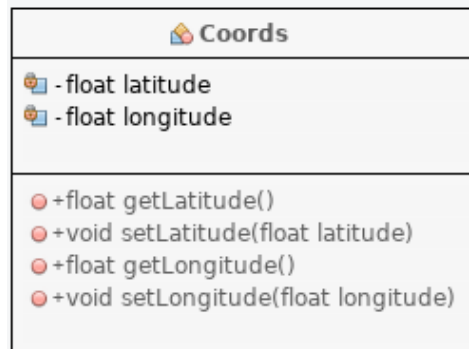 Coords
-float latitude
-float longitude
+float getLatitude()
+void setLatitude(float latitude)
+float getLongitude()
+void setLongitude(float longitude)